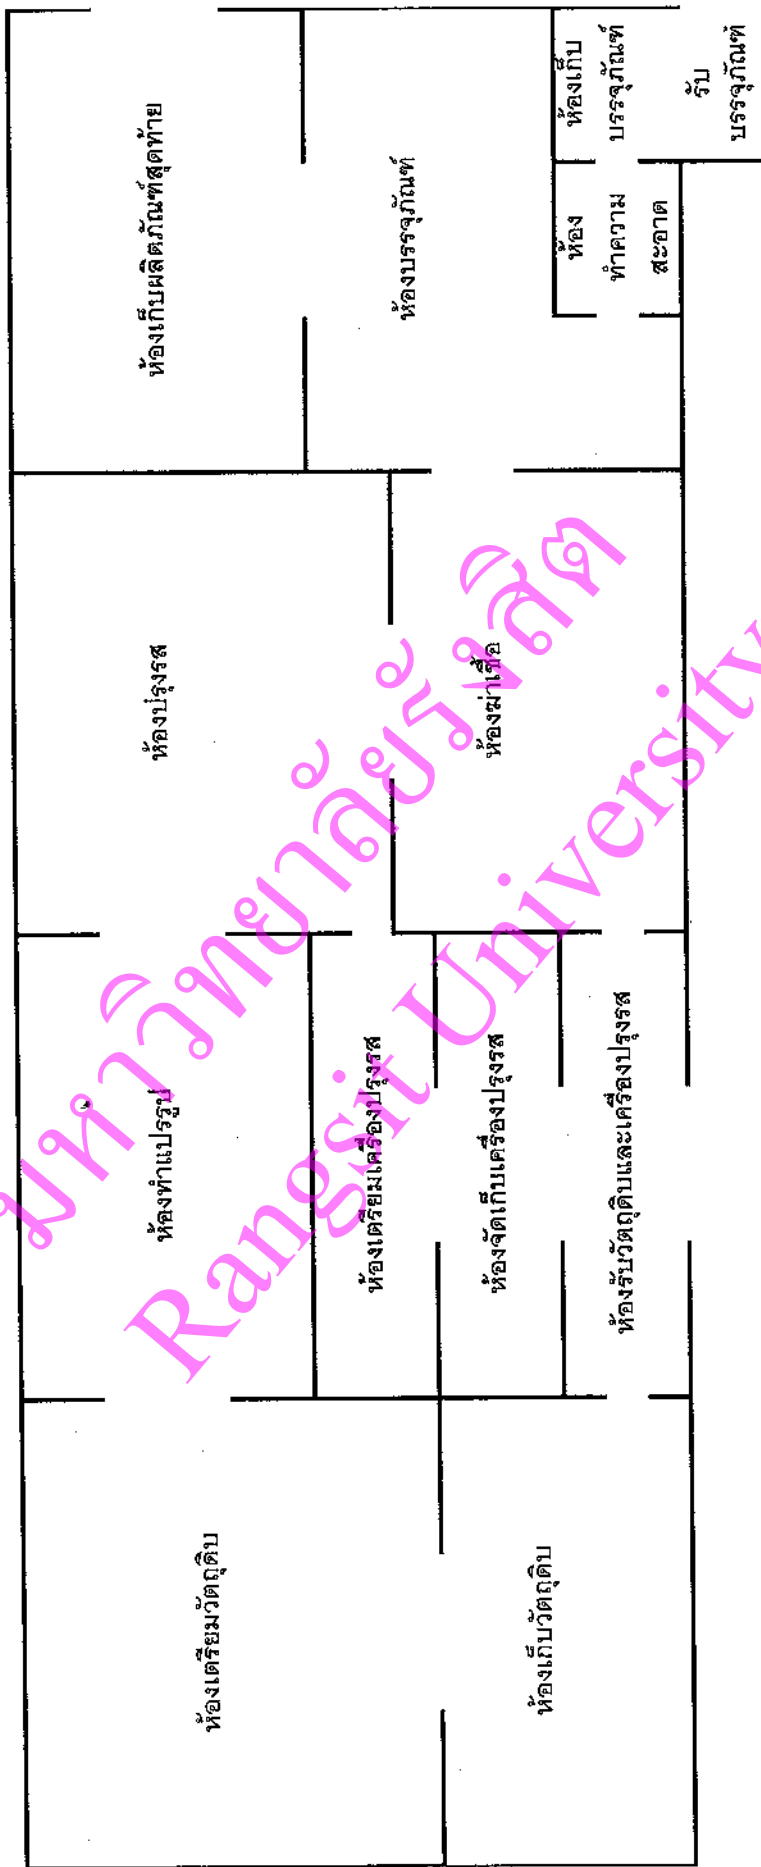 ห้องเตรียมวัตถุดิบ
ห้องทำแปรรูป
ห้องปรุงรส
ห้องเก็บผลิตภัณฑ์สุดท้าย
ห้องเตรียมเครื่องปรุงรส
ห้องบรรจุภัณฑ์
ห้องเก็บวัตถุดิบ
ห้องจัดเก็บเครื่องปรุงรส
ห้องฆ่าเชื้อ
ห้องรับวัตถุดิบและเครื่องปรุงรส
ห้อง
ทำความ
สะอาด
ห้องเก็บ
บรรจุภัณฑ์
รับ
บรรจุภัณฑ์
มหาวิทยาลัยรังสิต
Rangsit University